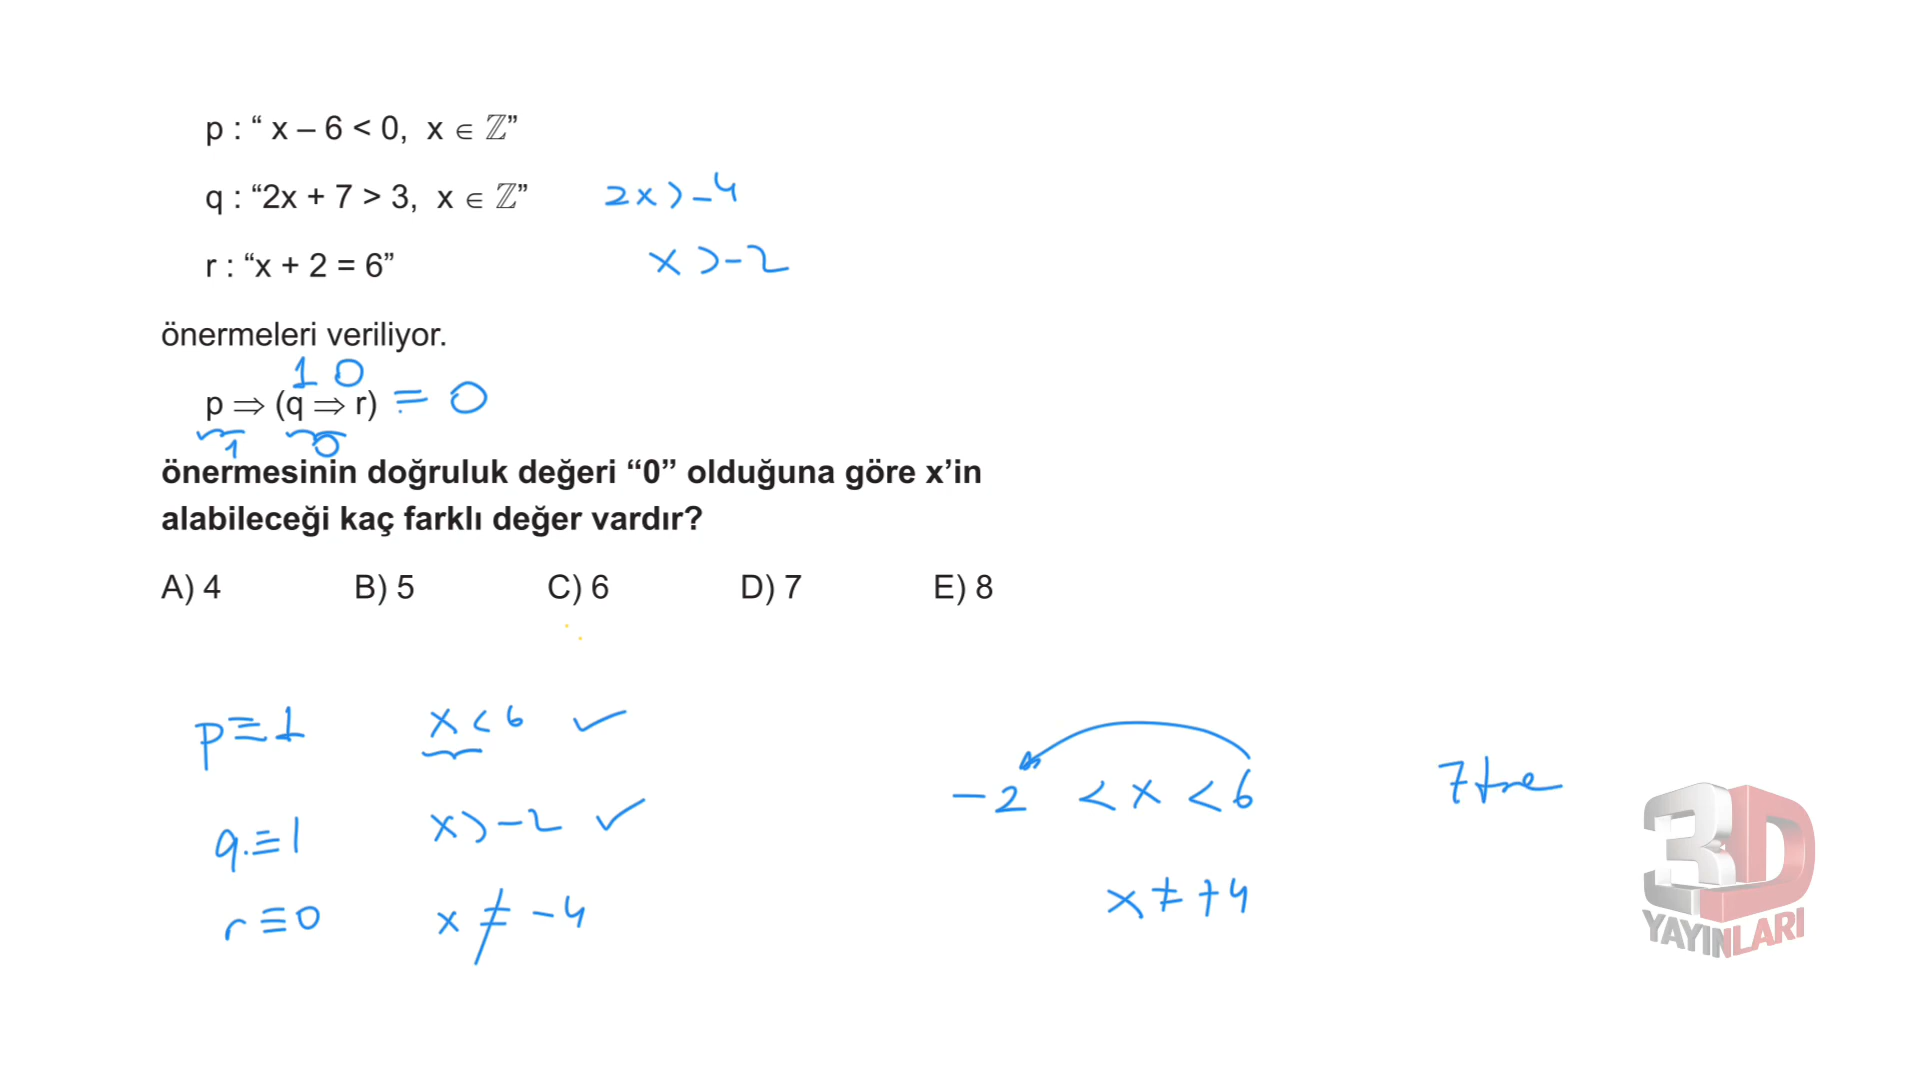 p : “ x – 6 < 0, x ∈ ℤ”
q : “2x + 7 > 3, x ∈ ℤ” 2x > -4
r : “x + 2 = 6” x > -2
önermeleri veriliyor.
1 0
p ⇒ (q ⇒ r) = 0
1 0
önermesinin doğruluk değeri “0” olduğuna göre x’in
alabileceği kaç farklı değer vardır?
A) 4 B) 5 C) 6 D) 7 E) 8
p ≡ 1 x < 6 ✓
-2 < x < 6 7 tne
q ≡ 1 x > -2 ✓
r ≡ 0 x ≠ -4 x ≠ +4
3D
YAYINLARI